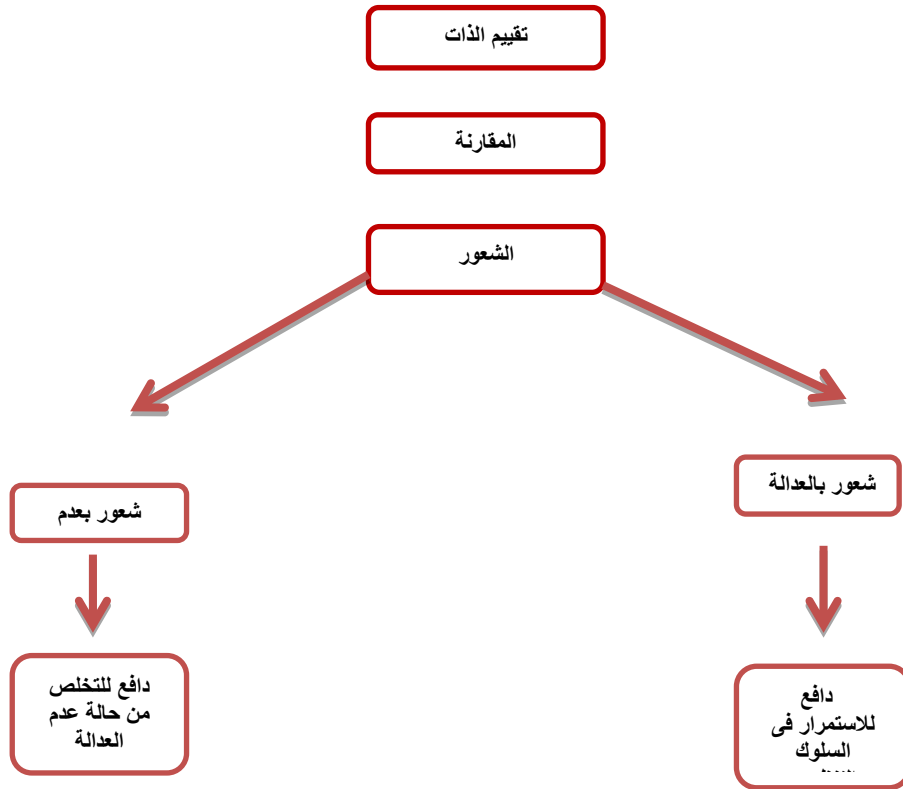 تقييم الذات
المقارنة
الشعور
شعور بالعدالة
شعور بعدم
دافع
للاستمرار فى
السلوك
دافع للتخلص
من حالة عدم
العدالة